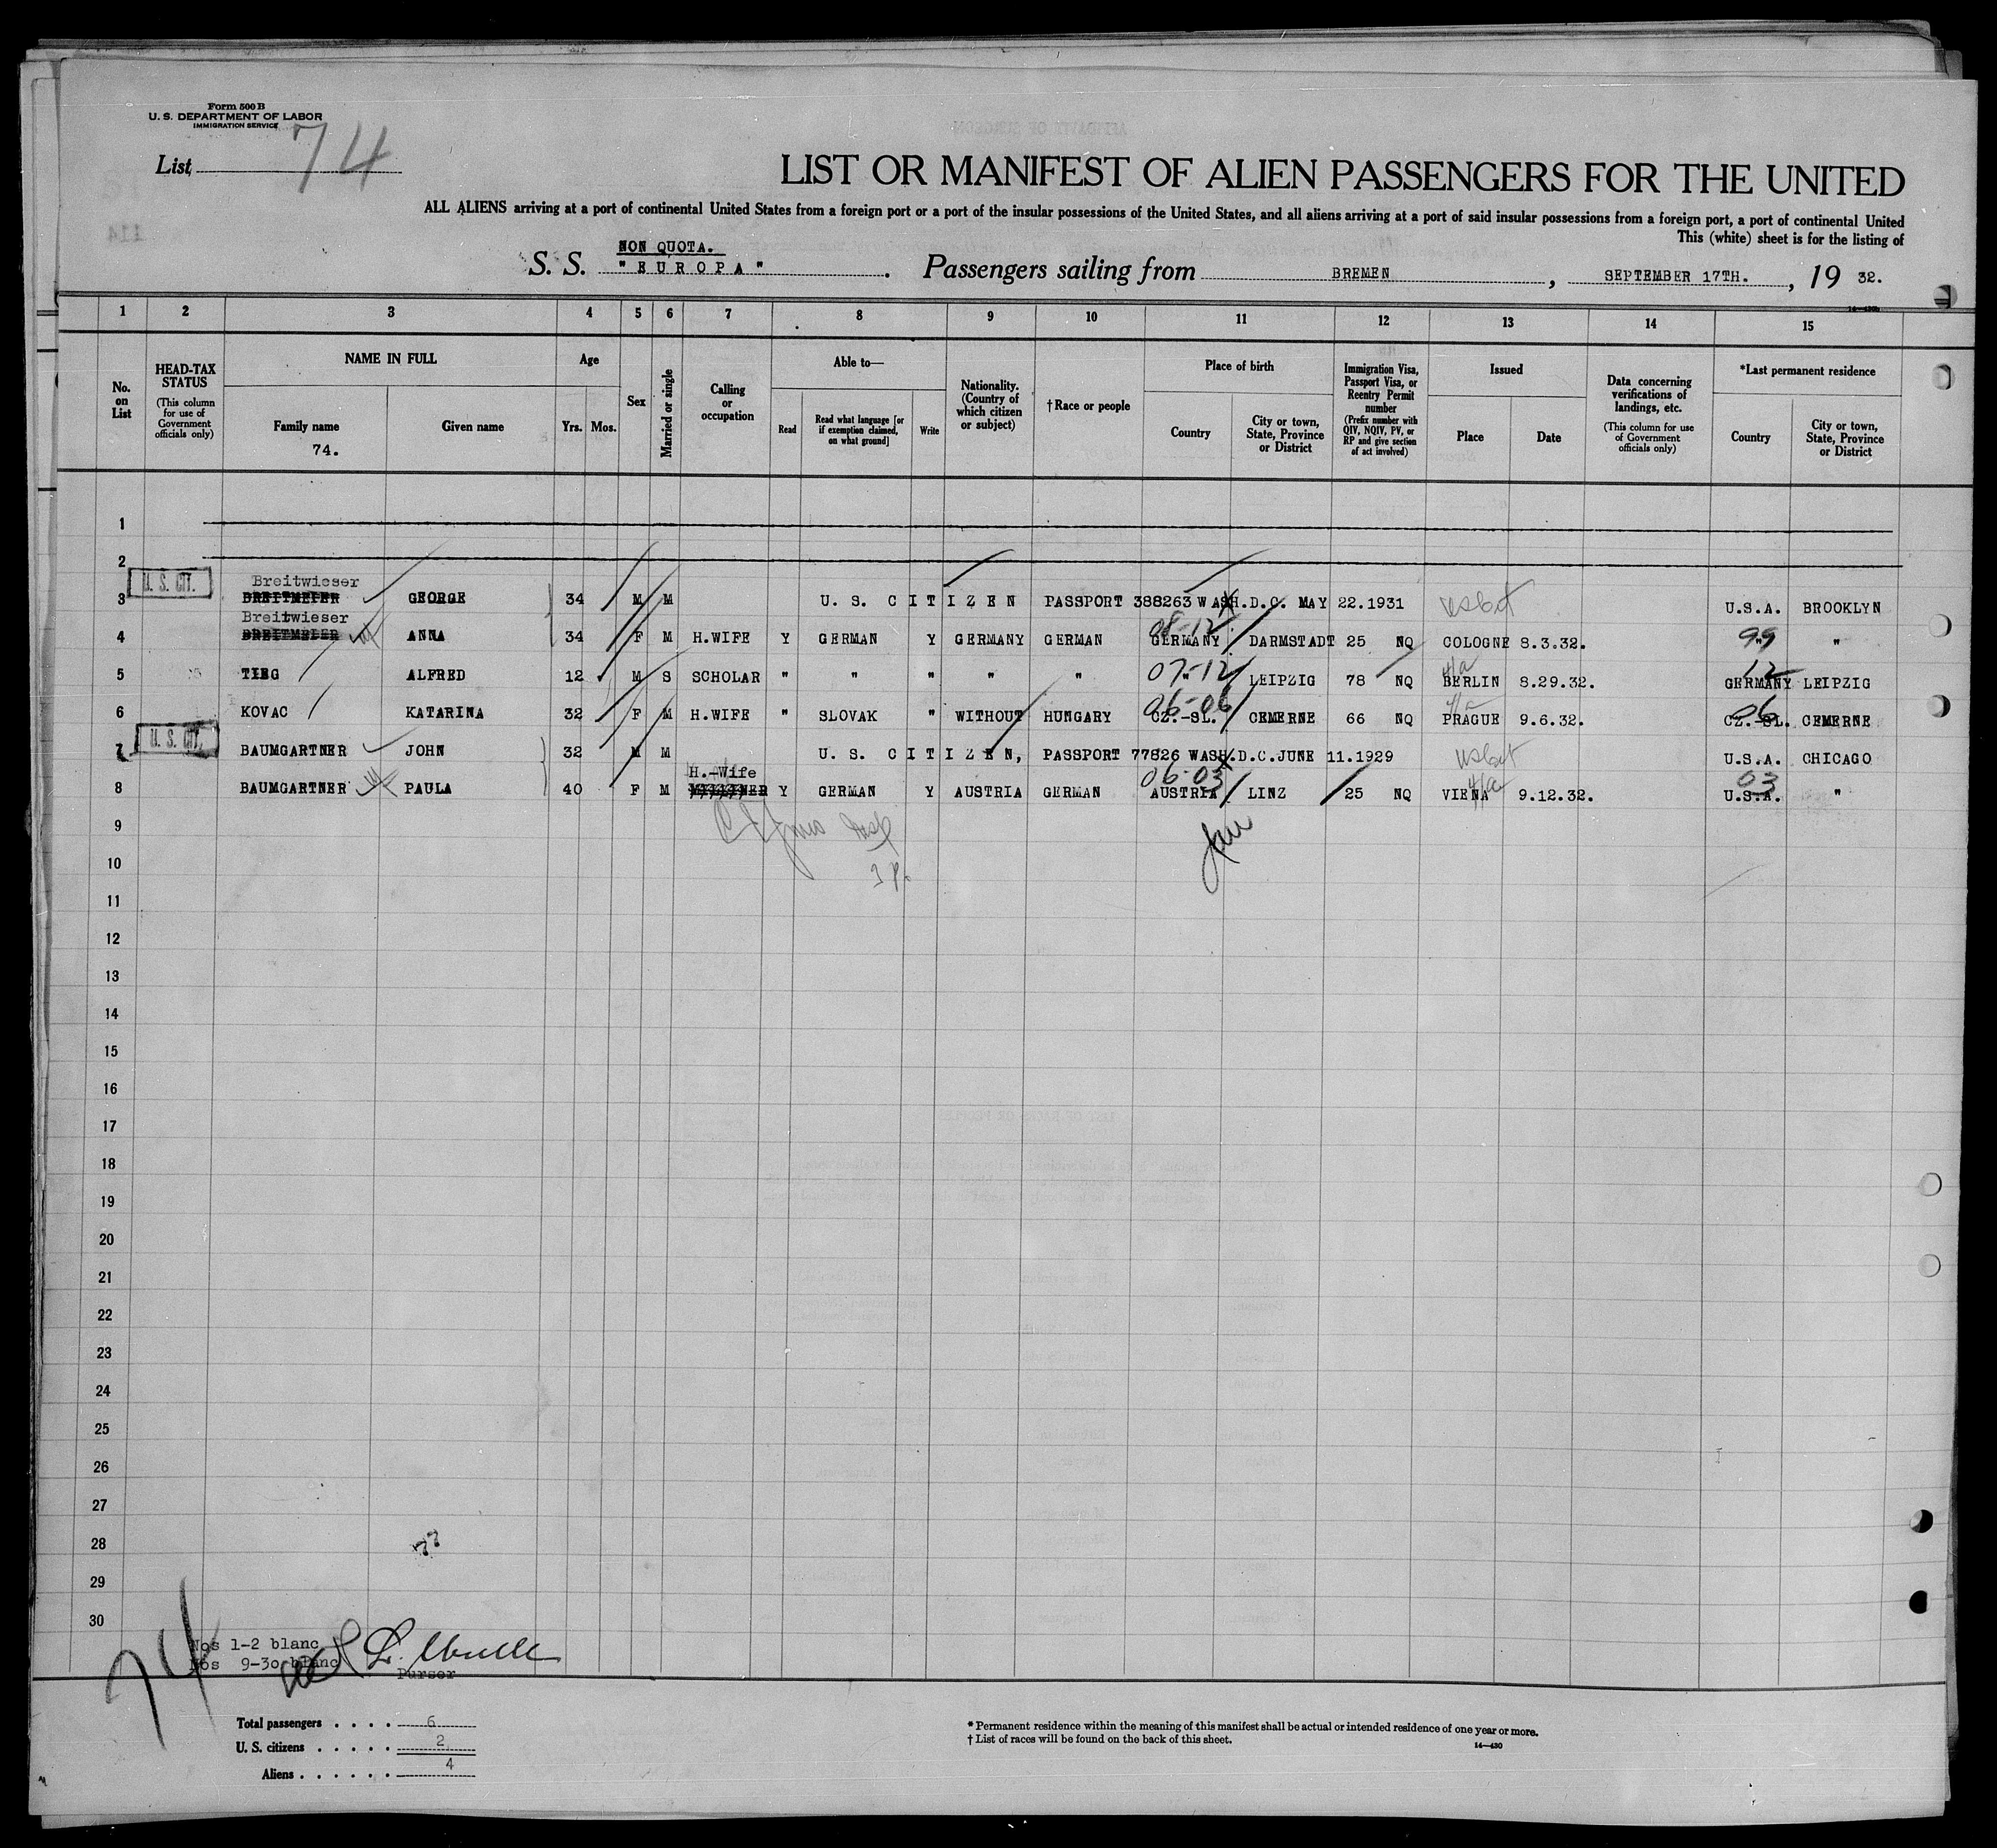 Form 500 B
U. S. DEPARTMENT OF LABOR
IMMIGRATION SERVICE
List 74
LIST OR MANIFEST OF ALIEN PASSENGERS FOR THE UNITED
ALL ALIENS arriving at a port of continental United States from a foreign port or a port of the insular possessions of the United States, and all aliens arriving at a port of said insular possessions from a foreign port, a port of continental United
This (white) sheet is for the listing of
NON QUOTA.
S. S. "EUROPA". Passengers sailing from BREMEN, SEPTEMBER 17TH., 19 32.
1 2 3 4 5 6 7 8 9 10 11 12 13 14 15
No. on List
HEAD-TAX STATUS (This column for use of Government officials only)
NAME IN FULL
Family name
74.
Given name
Age
Yrs. Mos.
Sex
Married or single
Calling or occupation
Able to—
Read
Read what language [or if exemption claimed, on what ground]
Write
Nationality. (Country of which citizen or subject)
† Race or people
Place of birth
Country
City or town, State, Province or District
Immigration Visa, Passport Visa, or Reentry Permit number (Prefix number with QIV, NQIV, PV, or RP and give section of act involved)
Issued
Place
Date
Data concerning verifications of landings, etc. (This column for use of Government officials only)
*Last permanent residence
Country
City or town, State, Province or District
1
2
U. S. CIT.
Breitwieser
3 BREITMEIER GEORGE 34 M M U. S. CITIZEN PASSPORT 388263 WASH.D.C. MAY 22.1931 U.S.A. BROOKLYN
Breitwieser
08-12 99
4 BREITMEIER ANNA 34 F M H.WIFE Y GERMAN Y GERMANY GERMAN GERMANY DARMSTADT 25 NQ COLOGNE 8.3.32. " "
07-12 12
5 ALFRED 12 M S SCHOLAR " " " " " " LEIPZIG 78 NQ BERLIN 8.29.32. GERMANY LEIPZIG
06-06 06
6 KOVAC KATARINA 32 F M H.WIFE " SLOVAK " WITHOUT HUNGARY CZ.-SL. CEMERNE 66 NQ PRAGUE 9.6.32. CZ.-SL. CEMERNE
U. S. CIT.
7 BAUMGARTNER JOHN 32 M M U. S. CITIZEN, PASSPORT 77826 WASH.D.C.JUNE 11.1929 U.S.A. CHICAGO
H.-Wife 06-03 03
8 BAUMGARTNER PAULA 40 F M MILLINER Y GERMAN Y AUSTRIA GERMAN AUSTRIA LINZ 25 NQ VIENA 9.12.32. U.S.A. "
9
10
11
12
13
14
15
16
17
18
19
20
21
22
23
24
25
26
27
28
29
30
74
Nos 1-2 blanc
Nos 9-30 blanc
Purser
Total passengers . . . . 6
U. S. citizens . . . . . 2
Aliens . . . . . . 4
* Permanent residence within the meaning of this manifest shall be actual or intended residence of one year or more.
† List of races will be found on the back of this sheet.
14—430